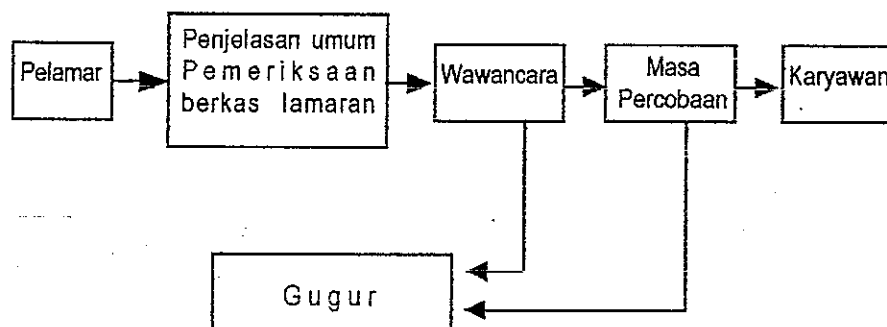 Pelamar
Penjelasan umum
Pemeriksaan
berkas lamaran
Wawancara
Masa
Percobaan
Karyawan
Gugur